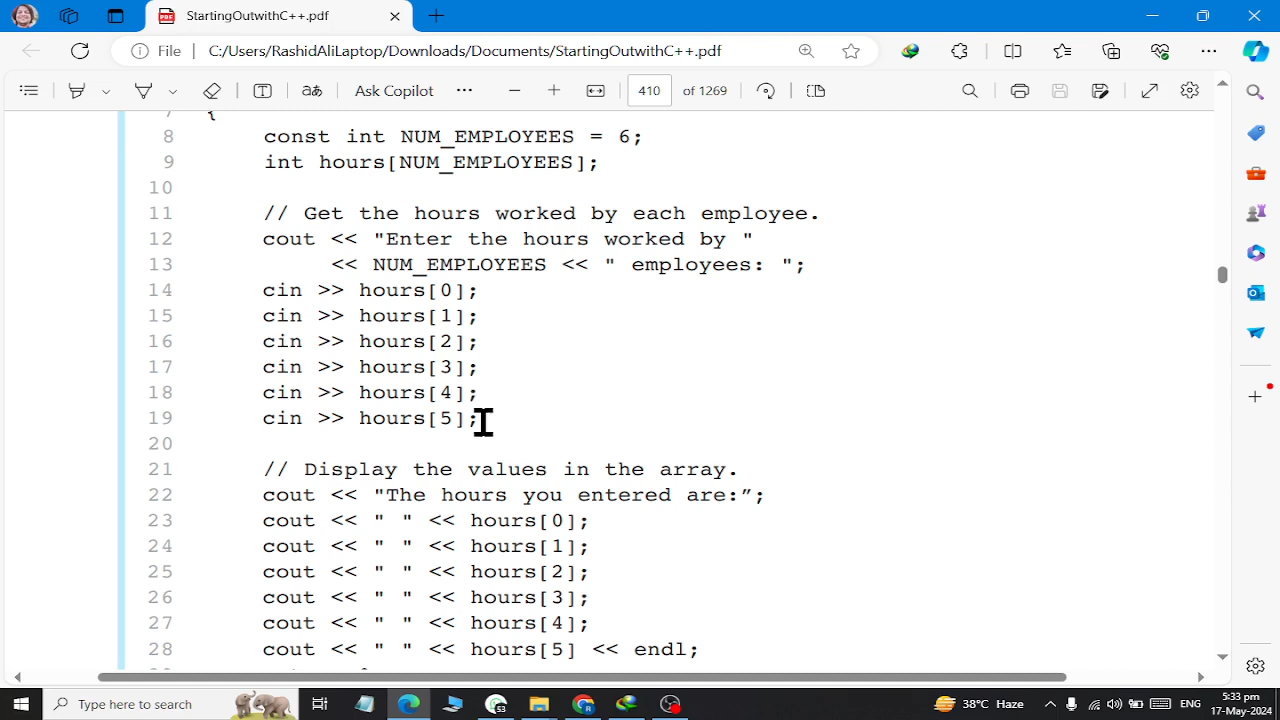 StartingOutwithC++.pdf
File C:/Users/RashidAliLaptop/Downloads/Documents/StartingOutwithC++.pdf
Ask Copilot 410 of 1269
7 {
8 const int NUM_EMPLOYEES = 6;
9 int hours[NUM_EMPLOYEES];
10
11 // Get the hours worked by each employee.
12 cout << "Enter the hours worked by "
13 << NUM_EMPLOYEES << " employees: ";
14 cin >> hours[0];
15 cin >> hours[1];
16 cin >> hours[2];
17 cin >> hours[3];
18 cin >> hours[4];
19 cin >> hours[5];
20
21 // Display the values in the array.
22 cout << "The hours you entered are:”;
23 cout << " " << hours[0];
24 cout << " " << hours[1];
25 cout << " " << hours[2];
26 cout << " " << hours[3];
27 cout << " " << hours[4];
28 cout << " " << hours[5] << endl;
Type here to search
38°C Haze
ENG
5:33 pm
17-May-2024